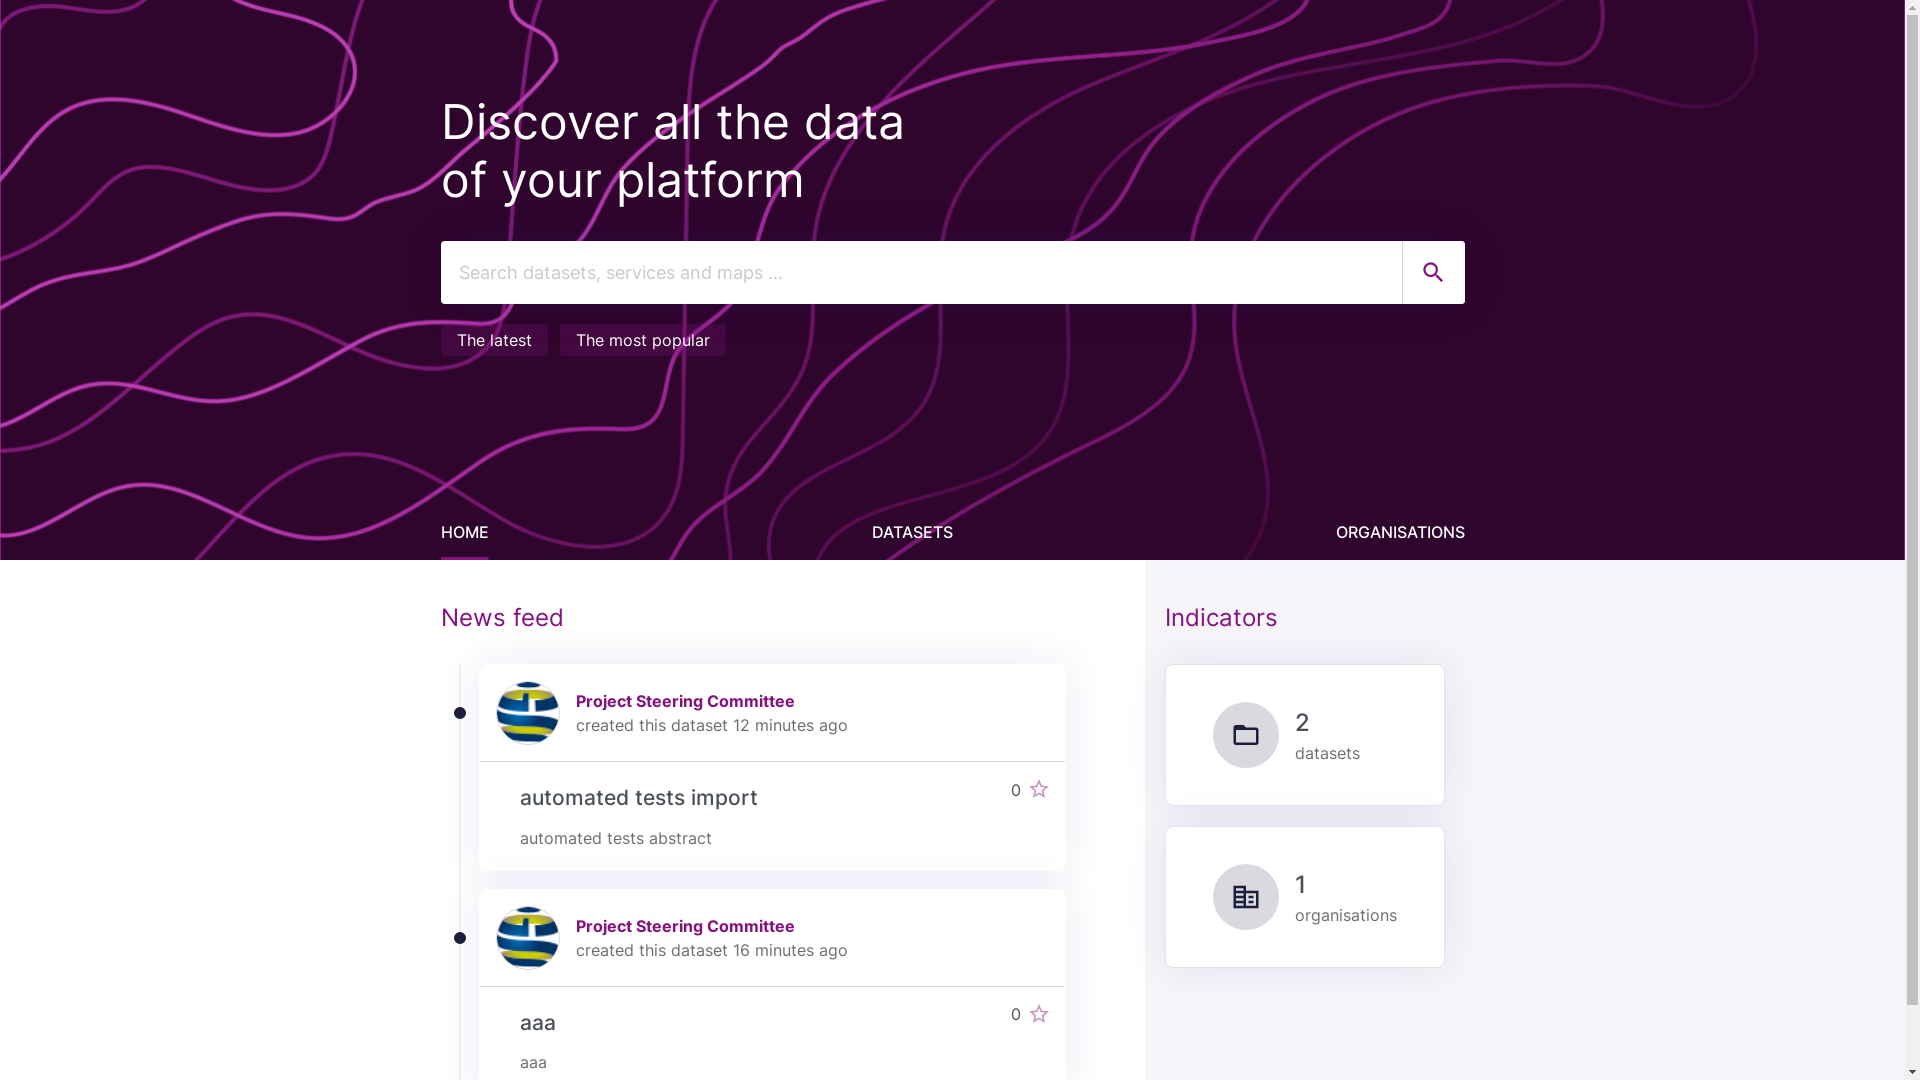 Discover all the data
of your platform
Search datasets, services and maps ...
The latest
The most popular
HOME
DATASETS
ORGANISATIONS
News feed
Project Steering Committee
created this dataset 12 minutes ago
automated tests import
0
automated tests abstract
Project Steering Committee
created this dataset 16 minutes ago
aaa
0
aaa
Indicators
2
datasets
1
organisations